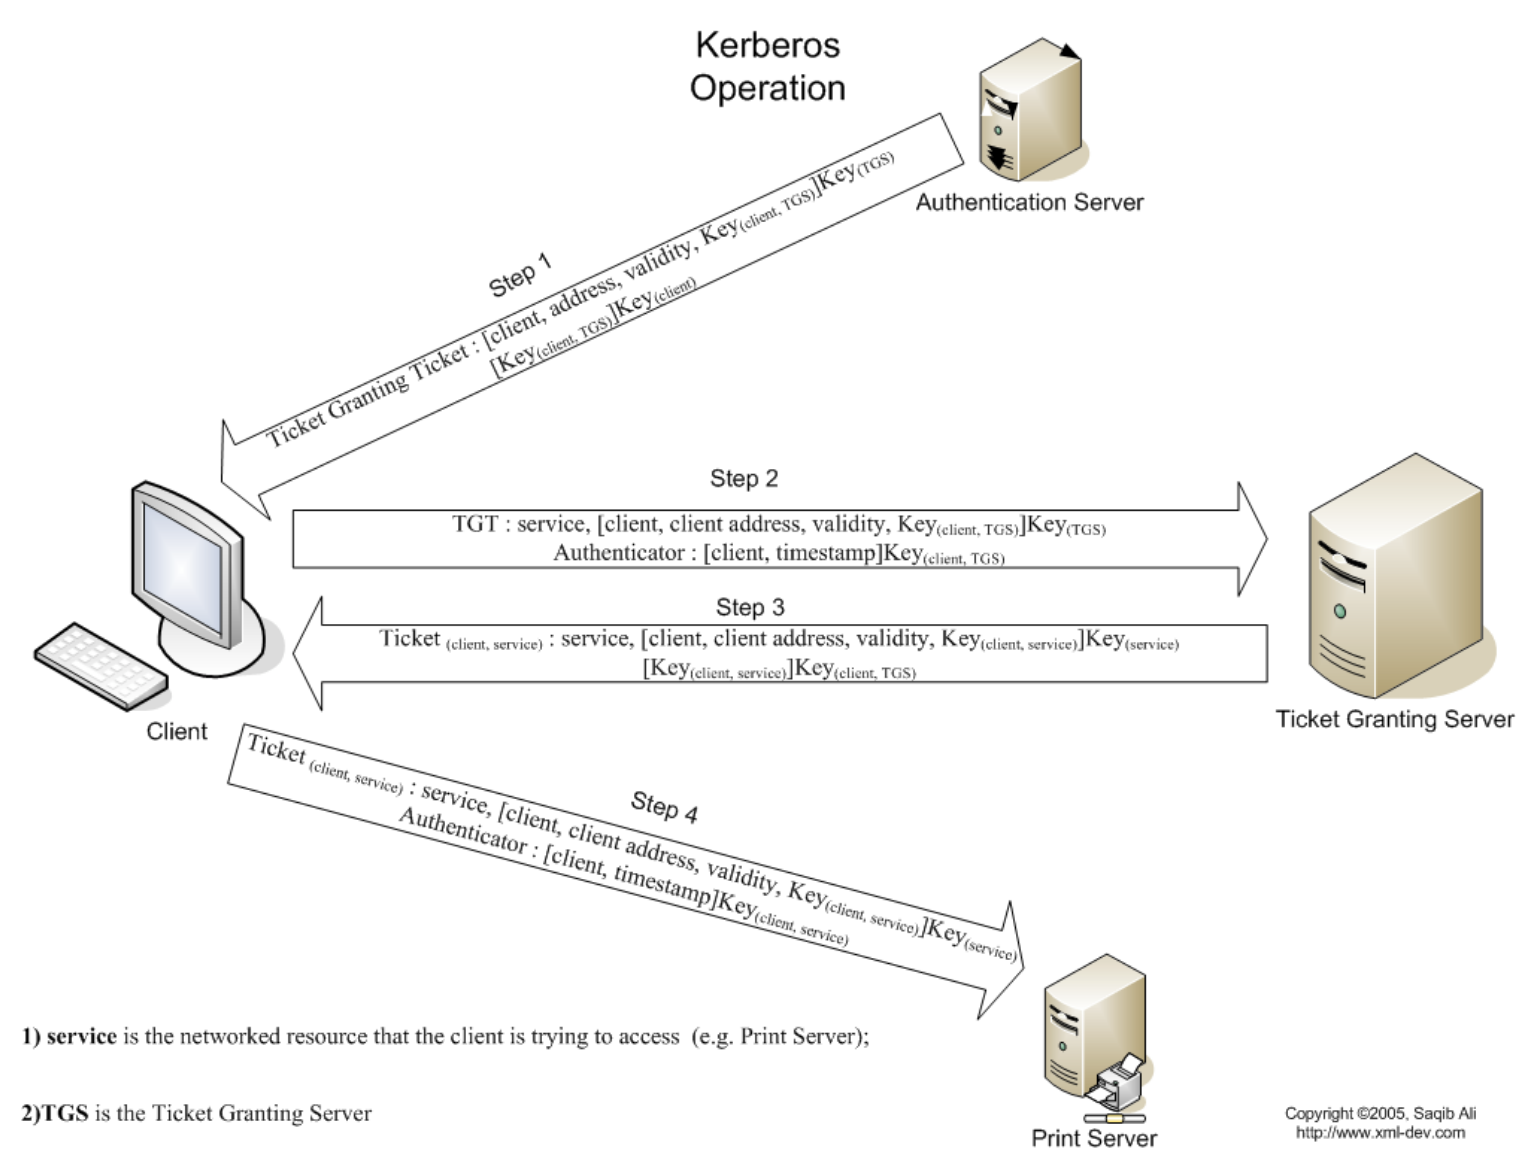 Kerberos
Operation
Authentication Server
Step 1
Ticket Granting Ticket : [client, address, validity, Key(client, TGS)]Key(TGS)
[Key(client, TGS)]Key(client)
Step 2
TGT : service, [client, client address, validity, Key(client, TGS)]Key(TGS)
Authenticator : [client, timestamp]Key(client, TGS)
Step 3
Ticket (client, service) : service, [client, client address, validity, Key(client, service)]Key(service)
[Key(client, service)]Key(client, TGS)
Ticket Granting Server
Client
Step 4
Ticket (client, service) : service, [client, client address, validity, Key(client, service)]Key(service)
Authenticator : [client, timestamp]Key(client, service)
1) service is the networked resource that the client is trying to access (e.g. Print Server);
2)TGS is the Ticket Granting Server
Print Server
Copyright ©2005, Saqib Ali
http://www.xml-dev.com